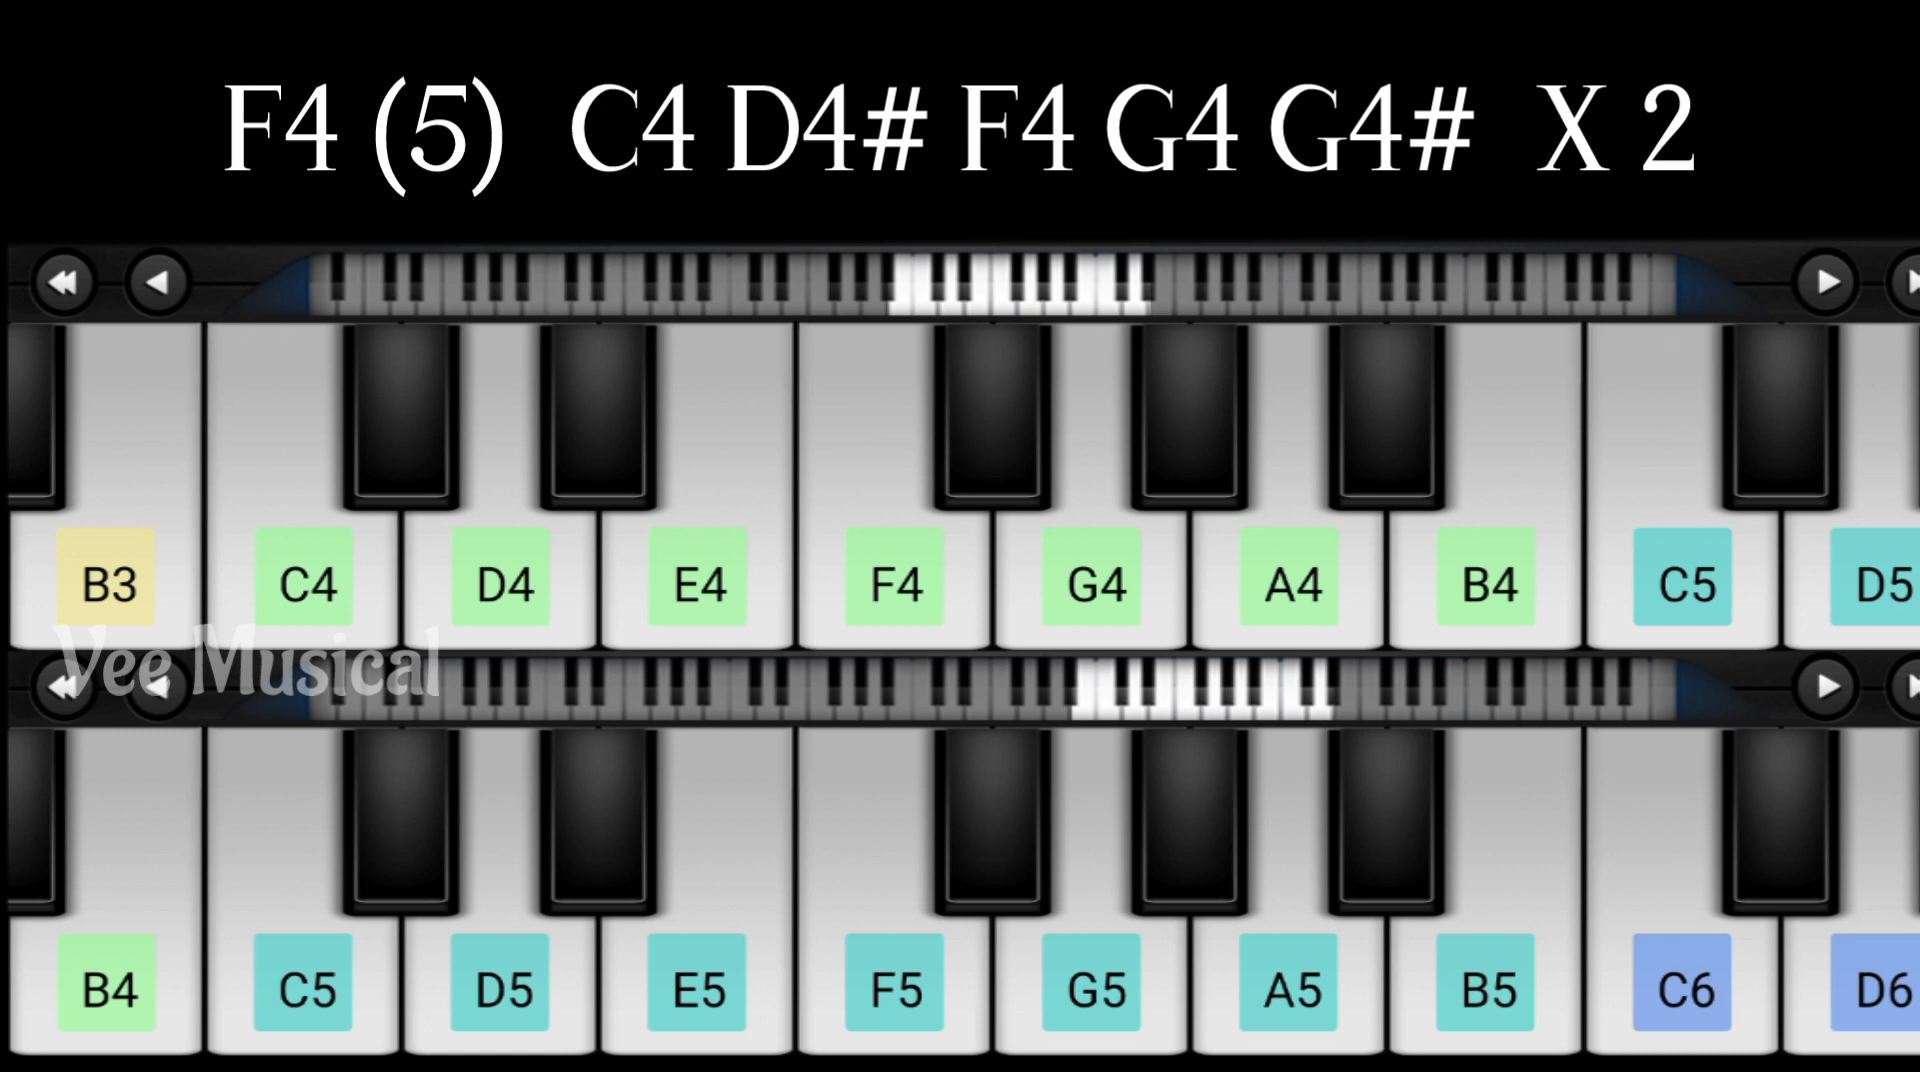 F4 (5) C4 D4# F4 G4 G4# X 2
B3 C4 D4 E4 F4 G4 A4 B4 C5 D5
Vee Musical
B4 C5 D5 E5 F5 G5 A5 B5 C6 D6